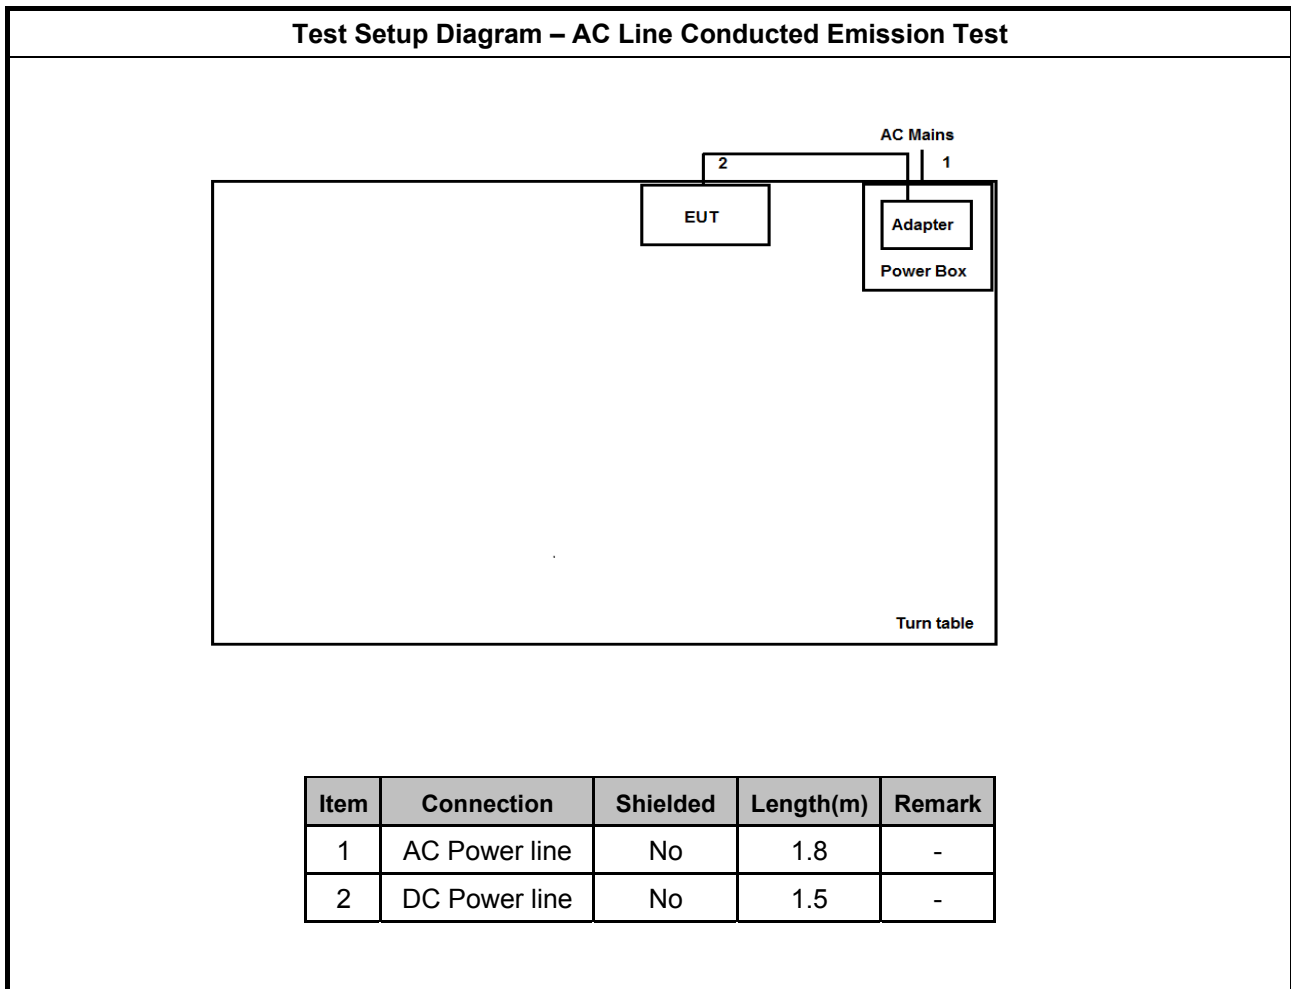 Test Setup Diagram – AC Line Conducted Emission Test
AC Mains
2
1
EUT
Adapter
Power Box
Turn table
Item Connection Shielded Length(m) Remark
1 AC Power line No 1.8 -
2 DC Power line No 1.5 -